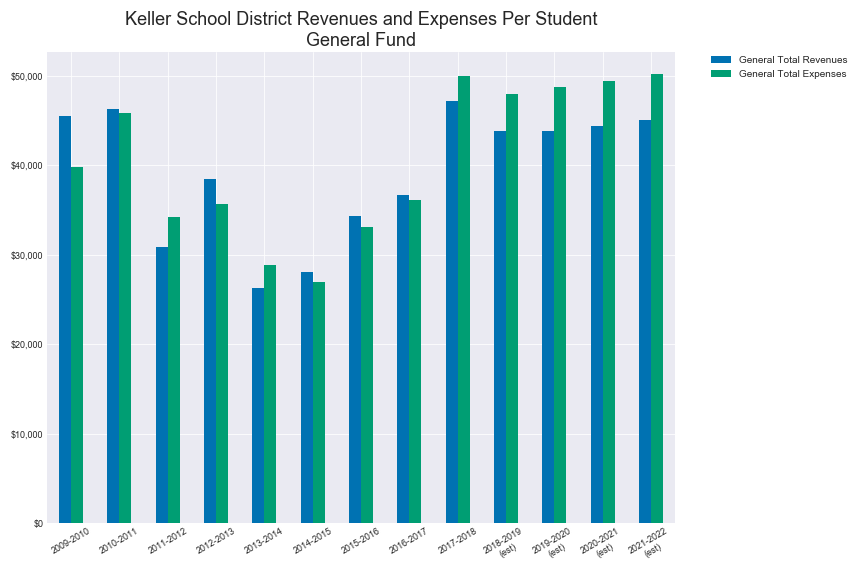 Keller School District Revenues and Expenses Per Student
General Fund
General Total Revenues
General Total Expenses
$50,000
$40,000
$30,000
$20,000
$10,000
$0
2009-2010
2010-2011
2011-2012
2012-2013
2013-2014
2014-2015
2015-2016
2016-2017
2017-2018
2018-2019
(est)
2019-2020
(est)
2020-2021
(est)
2021-2022
(est)